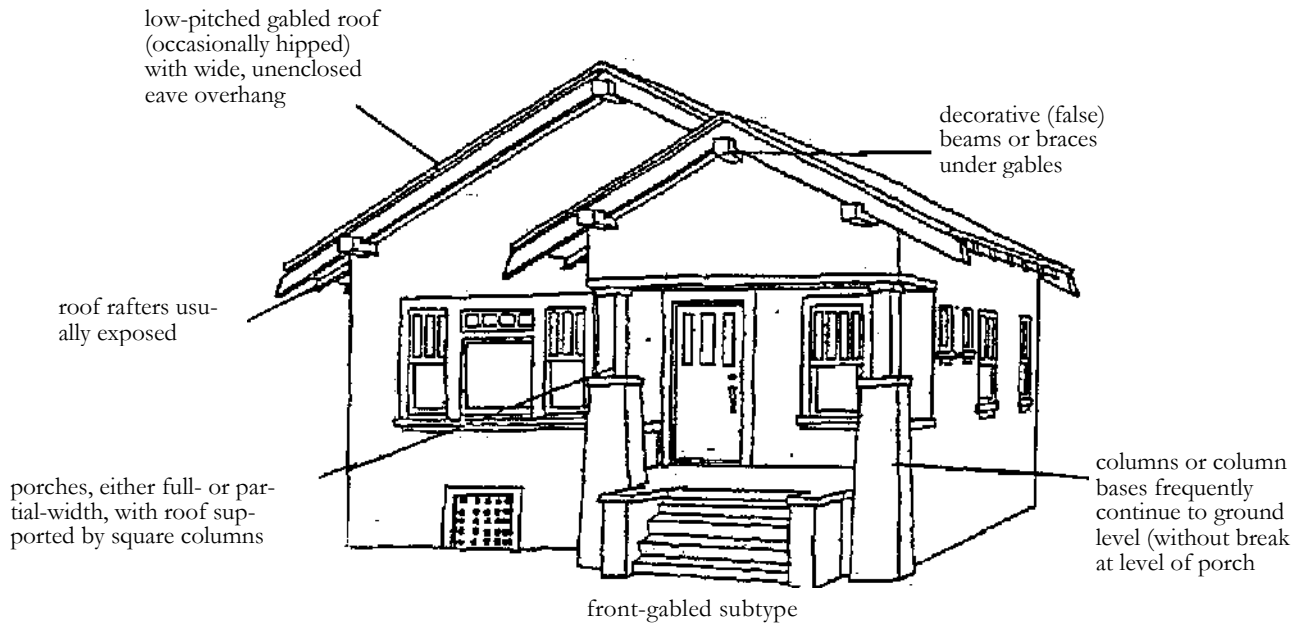 low-pitched gabled roof
(occasionally hipped)
with wide, unenclosed
eave overhang
decorative (false)
beams or braces
under gables
roof rafters usu-
ally exposed
porches, either full- or par-
tial-width, with roof sup-
ported by square columns
columns or column
bases frequently
continue to ground
level (without break
at level of porch
front-gabled subtype